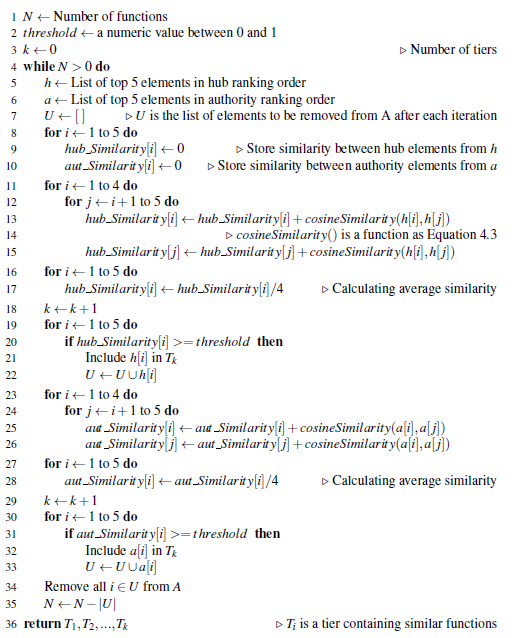 1 N ← Number of functions
2 threshold ← a numeric value between 0 and 1
3 k ← 0 ▷ Number of tiers
4 while N > 0 do
5 h ← List of top 5 elements in hub ranking order
6 a ← List of top 5 elements in authority ranking order
7 U ← [ ] ▷ U is the list of elements to be removed from A after each iteration
8 for i ← 1 to 5 do
9 hub_Similarity[i] ← 0 ▷ Store similarity between hub elements from h
10 aut_Similarity[i] ← 0 ▷ Store similarity between authority elements from a
11 for i ← 1 to 4 do
12 for j ← i + 1 to 5 do
13 hub_Similarity[i] ← hub_Similarity[i] + cosineSimilarity(h[i], h[j])
14 ▷ cosineSimilarity() is a function as Equation 4.3
15 hub_Similarity[j] ← hub_Similarity[j] + cosineSimilarity(h[i], h[j])
16 for i ← 1 to 5 do
17 hub_Similarity[i] ← hub_Similarity[i]/4 ▷ Calculating average similarity
18 k ← k + 1
19 for i ← 1 to 5 do
20 if hub_Similarity[i] >= threshold then
21 Include h[i] in Tₖ
22 U ← U ∪ h[i]
23 for i ← 1 to 4 do
24 for j ← i + 1 to 5 do
25 aut_Similarity[i] ← aut_Similarity[i] + cosineSimilarity(a[i], a[j])
26 aut_Similarity[j] ← aut_Similarity[j] + cosineSimilarity(a[i], a[j])
27 for i ← 1 to 5 do
28 aut_Similarity[i] ← aut_Similarity[i]/4 ▷ Calculating average similarity
29 k ← k + 1
30 for i ← 1 to 5 do
31 if aut_Similarity[i] >= threshold then
32 Include a[i] in Tₖ
33 U ← U ∪ a[i]
34 Remove all i ∈ U from A
35 N ← N − |U|
36 return T₁, T₂, ..., Tₖ ▷ Tᵢ is a tier containing similar functions